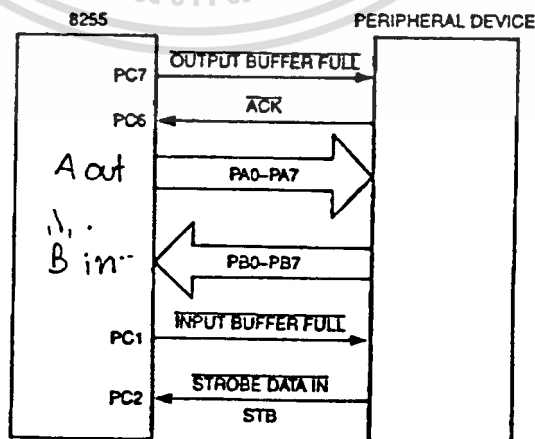 8255
PERIPHERAL DEVICE
OUTPUT BUFFER FULL
PC7
ACK
PC6
A out
PA0–PA7
B in
PB0–PB7
INPUT BUFFER FULL
PC1
STROBE DATA IN
PC2
STB